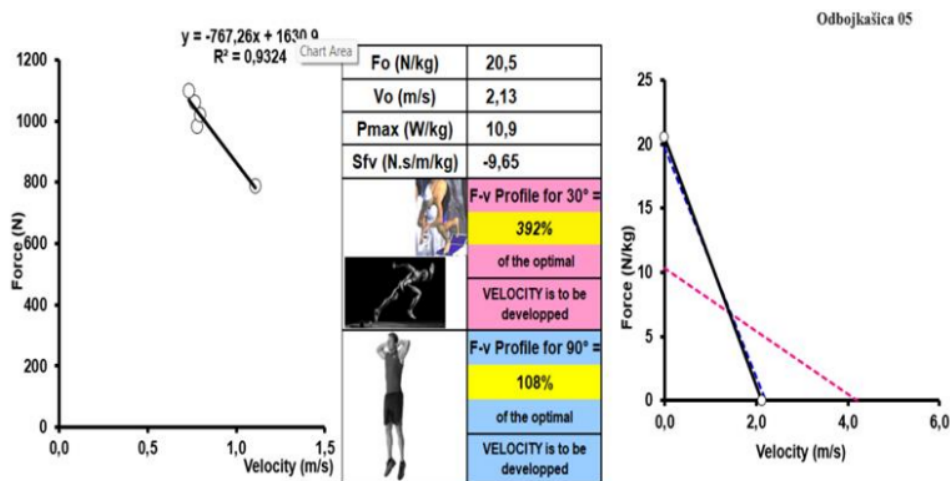 Odbojkašica 05
y = -767,26x + 1630,9
R² = 0,9324
Chart Area
1200
1000
800
600
400
200
0
Force (N)
0,0 0,5 1,0 1,5
Velocity (m/s)
Fo (N/kg) 20,5
Vo (m/s) 2,13
Pmax (W/kg) 10,9
Sfv (N.s/m/kg) -9,65
F-v Profile for 30° =
392%
of the optimal
VELOCITY is to be
developped
F-v Profile for 90° =
108%
of the optimal
VELOCITY is to be
developped
25
20
15
10
5
0
Force (N/kg)
0,0 2,0 4,0 6,0
Velocity (m/s)